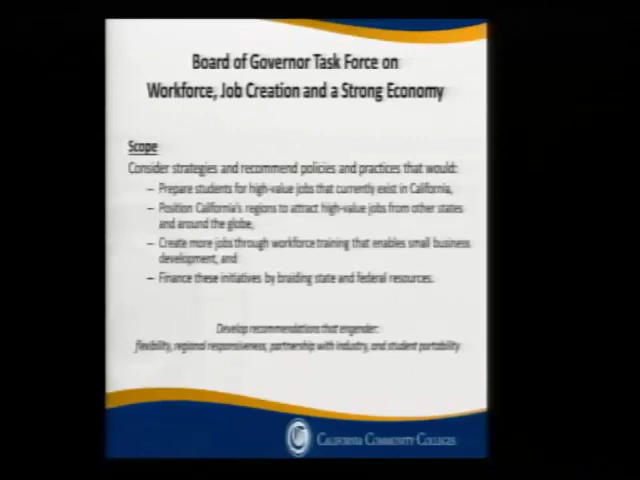 Board of Governor Task Force on
Workforce, Job Creation and a Strong Economy
Scope
Consider strategies and recommend policies and practices that would:
– Prepare students for high-value jobs that currently exist in California,
– Position California's regions to attract high-value jobs from other states
and around the globe,
– Create more jobs through workforce training that enables small business
development, and
– Finance these initiatives by braiding state and federal resources.
Develop recommendations that engender:
flexibility, regional responsiveness, partnership with industry, and student portability
CALIFORNIA COMMUNITY COLLEGES